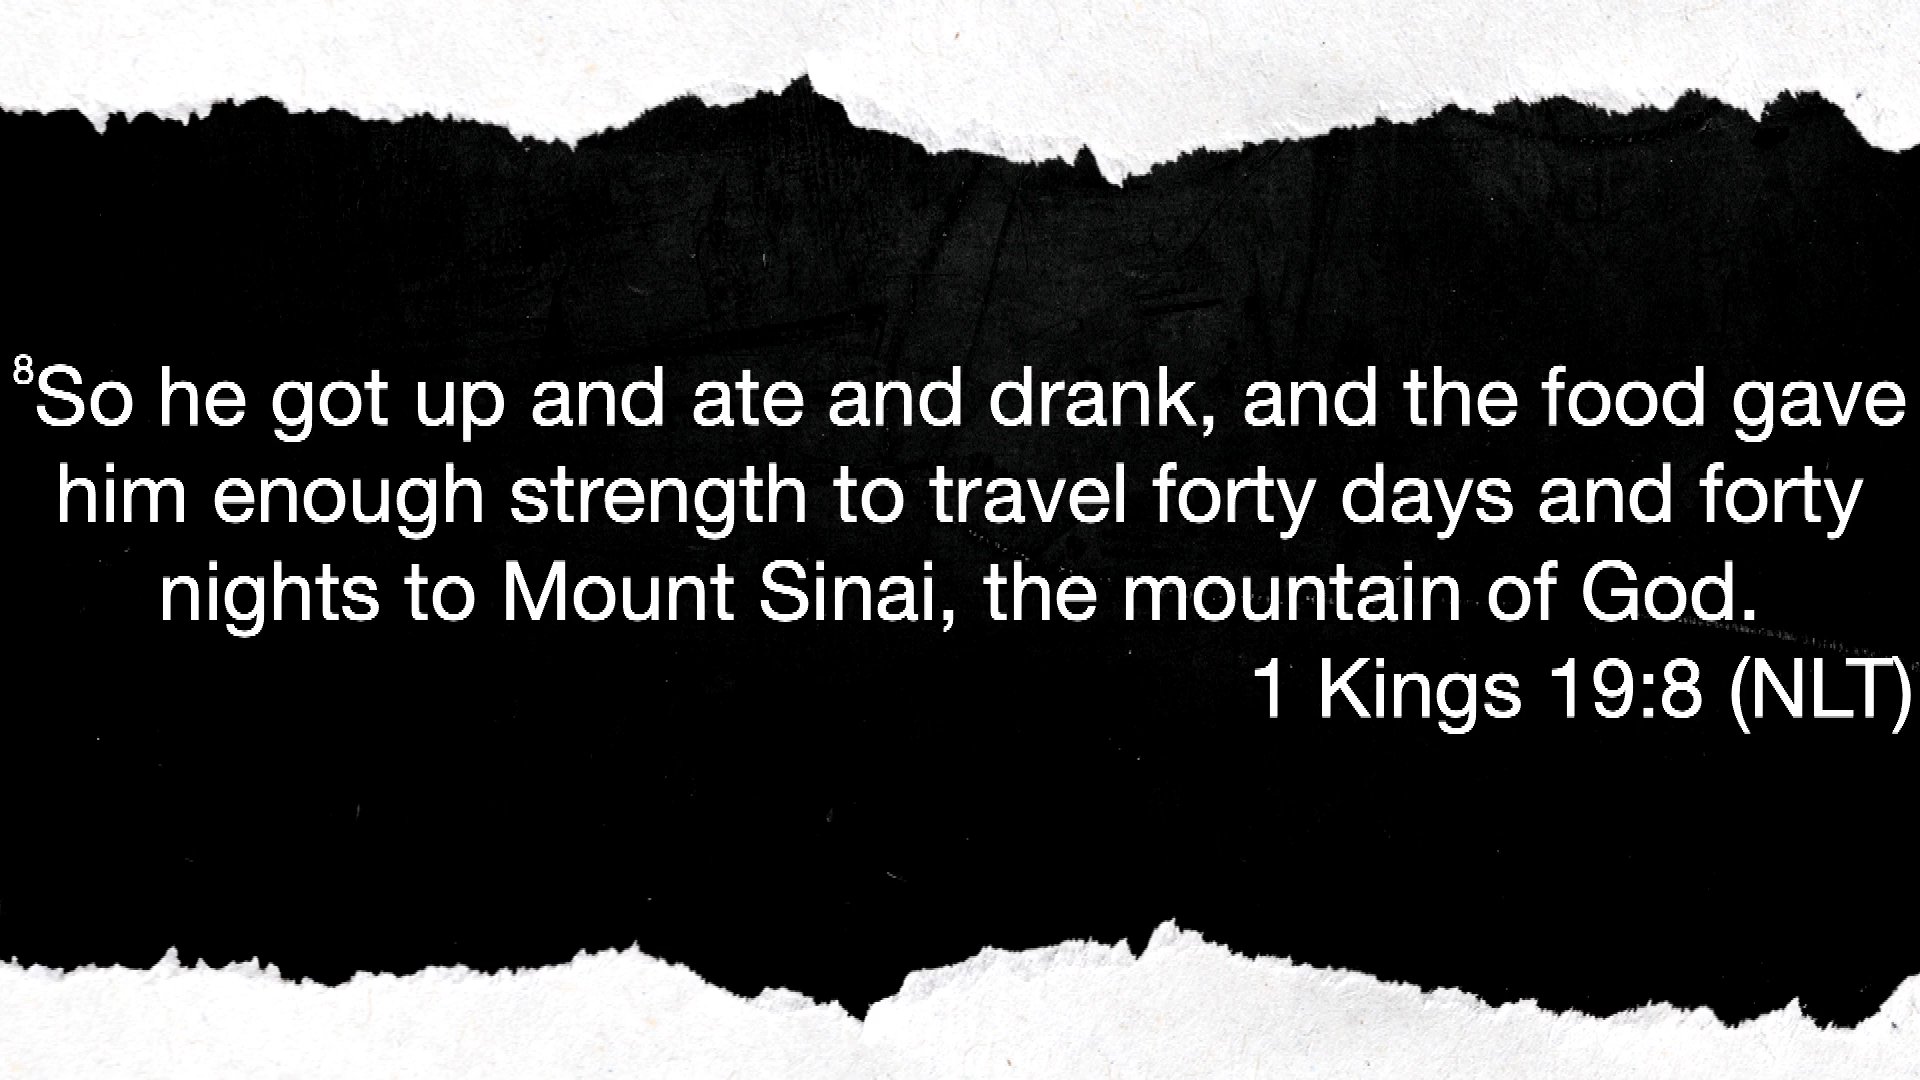 ⁸So he got up and ate and drank, and the food gave
him enough strength to travel forty days and forty
nights to Mount Sinai, the mountain of God.
1 Kings 19:8 (NLT)